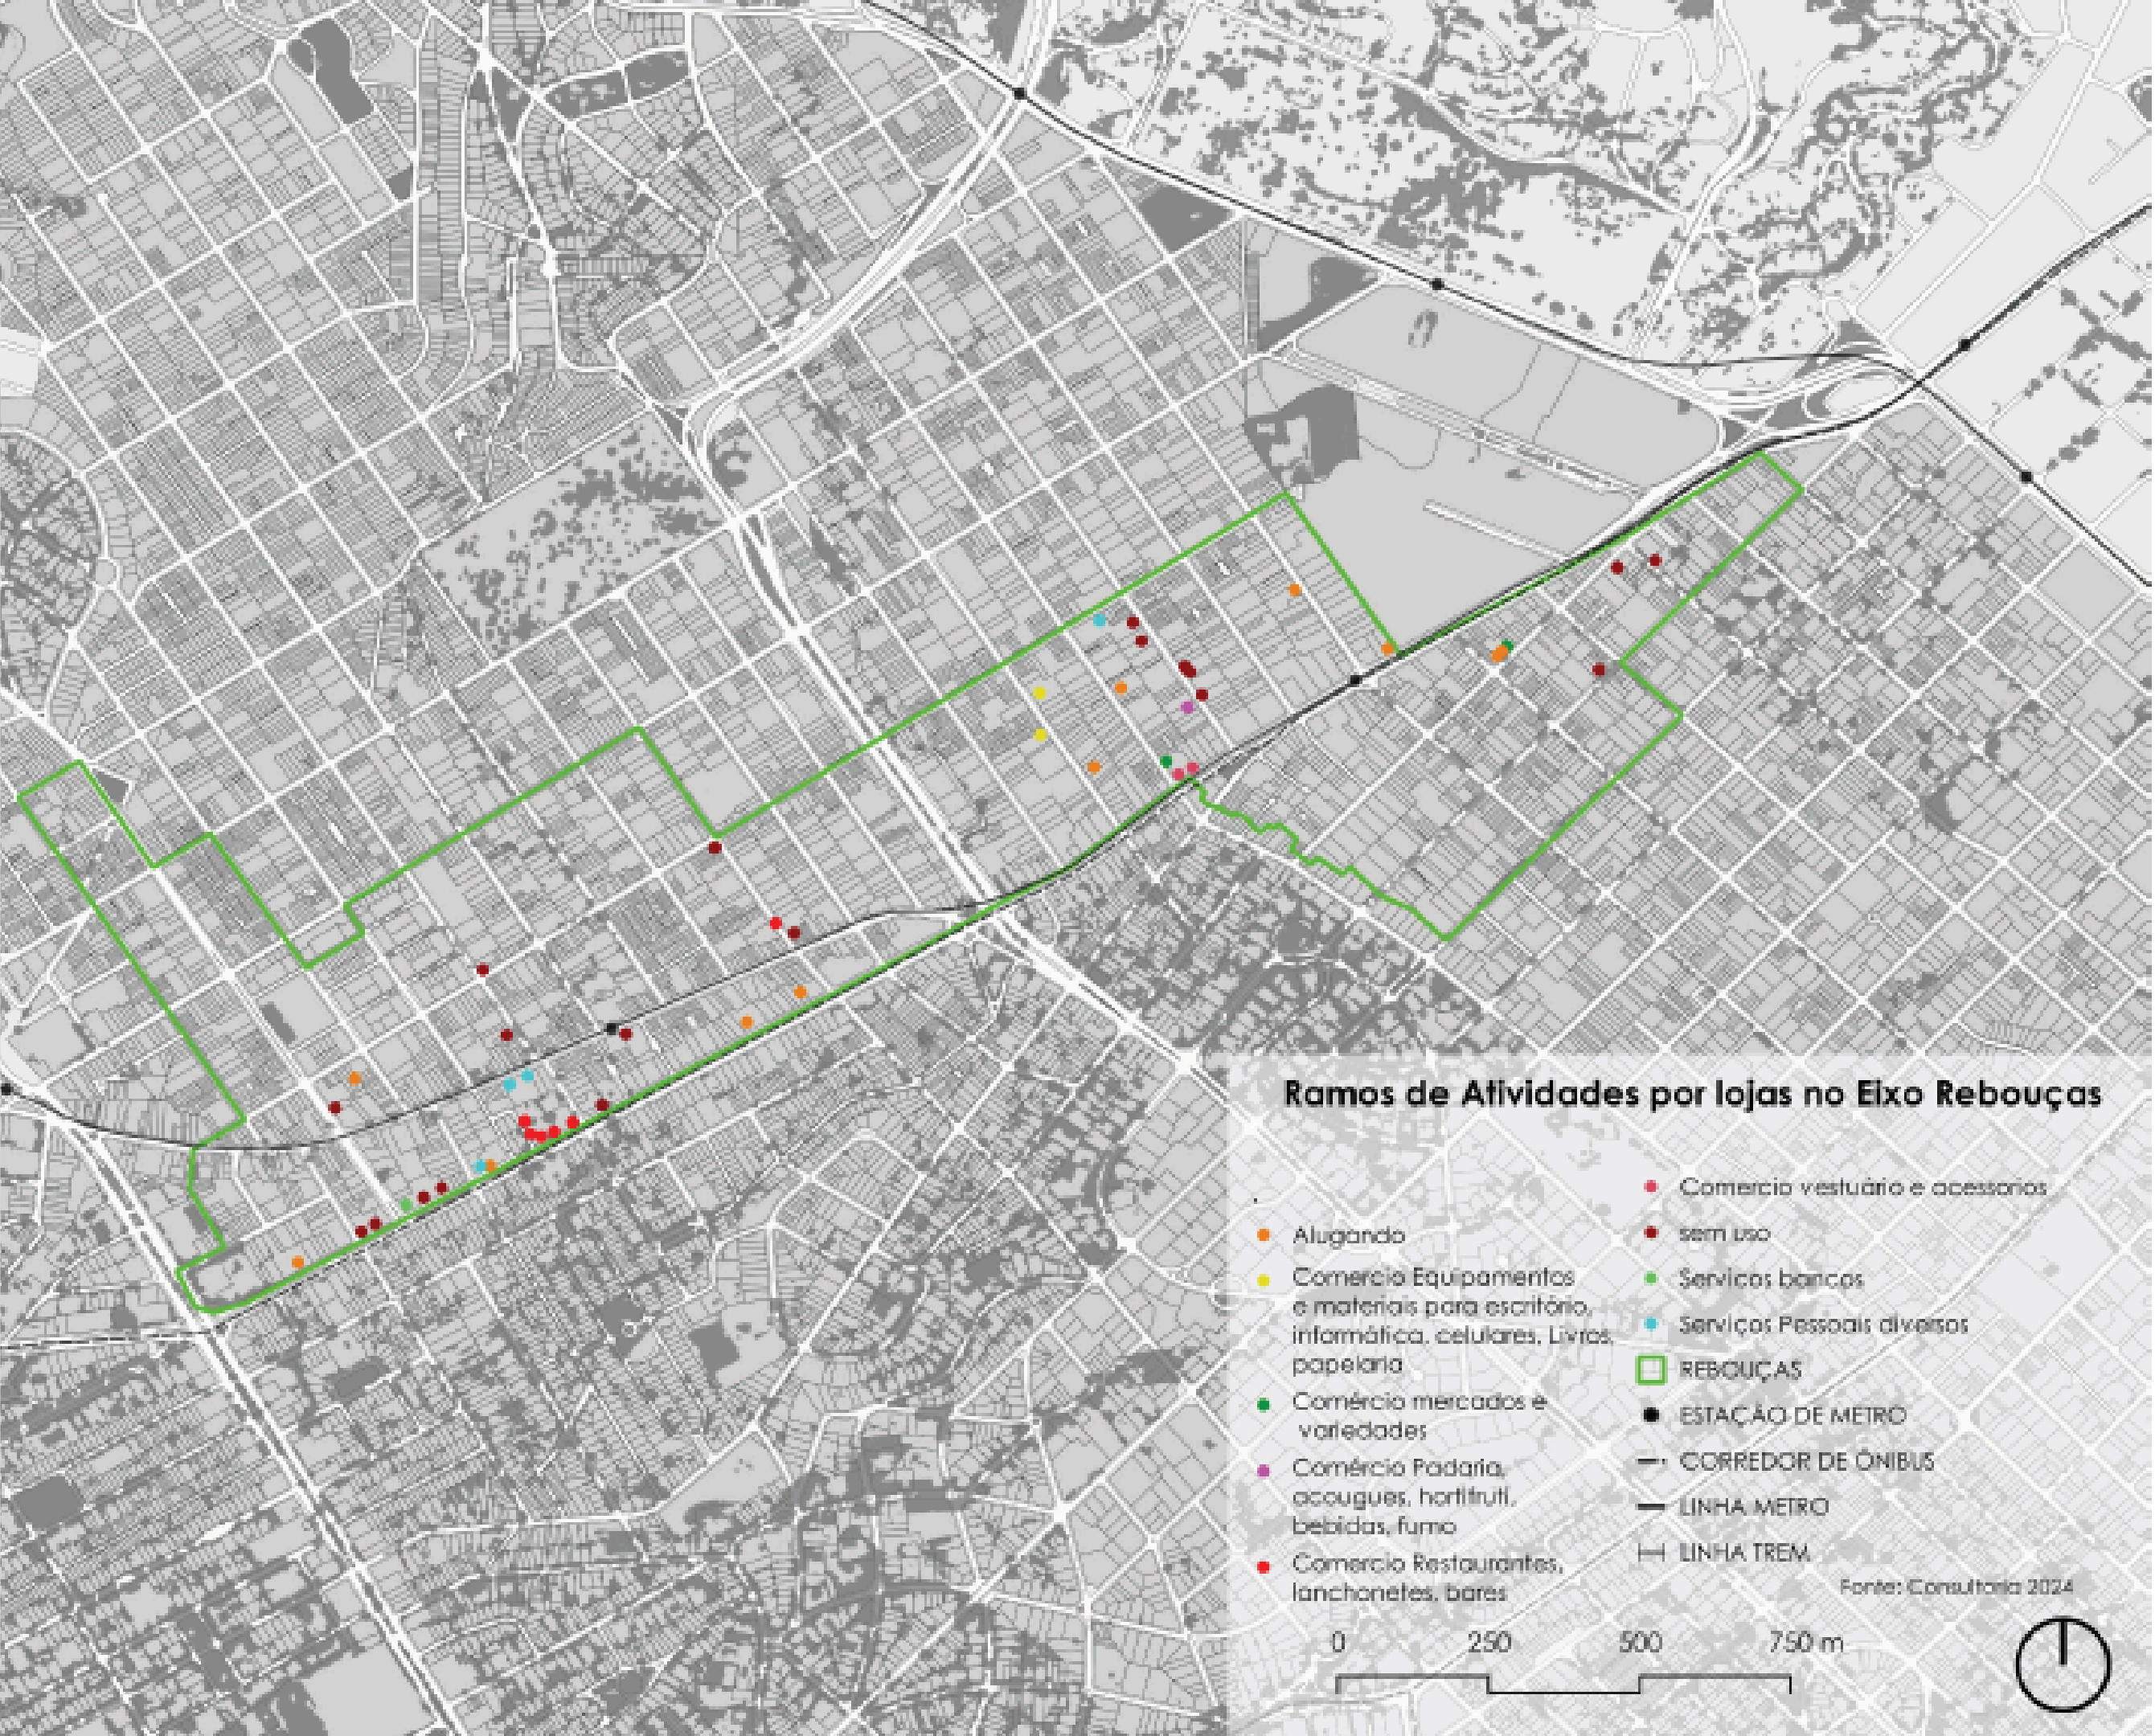 Ramos de Atividades por lojas no Eixo Rebouças
Alugando
Comercio Equipamentos
e materiais para escritório,
informática, celulares, Livros,
papelaria
Comércio mercados e
variedades
Comércio Padaria,
acougues, hortifruti,
bebidas, fumo
Comercio Restaurantes,
lanchonetes, bares
Comercio vestuário e acessorios
sem uso
Servicos bancos
Serviços Pessoais diversos
REBOUÇAS
ESTAÇÃO DE METRO
CORREDOR DE ÔNIBUS
LINHA METRO
LINHA TREM
Fonte: Consultoria 2024
0 250 500 750 m